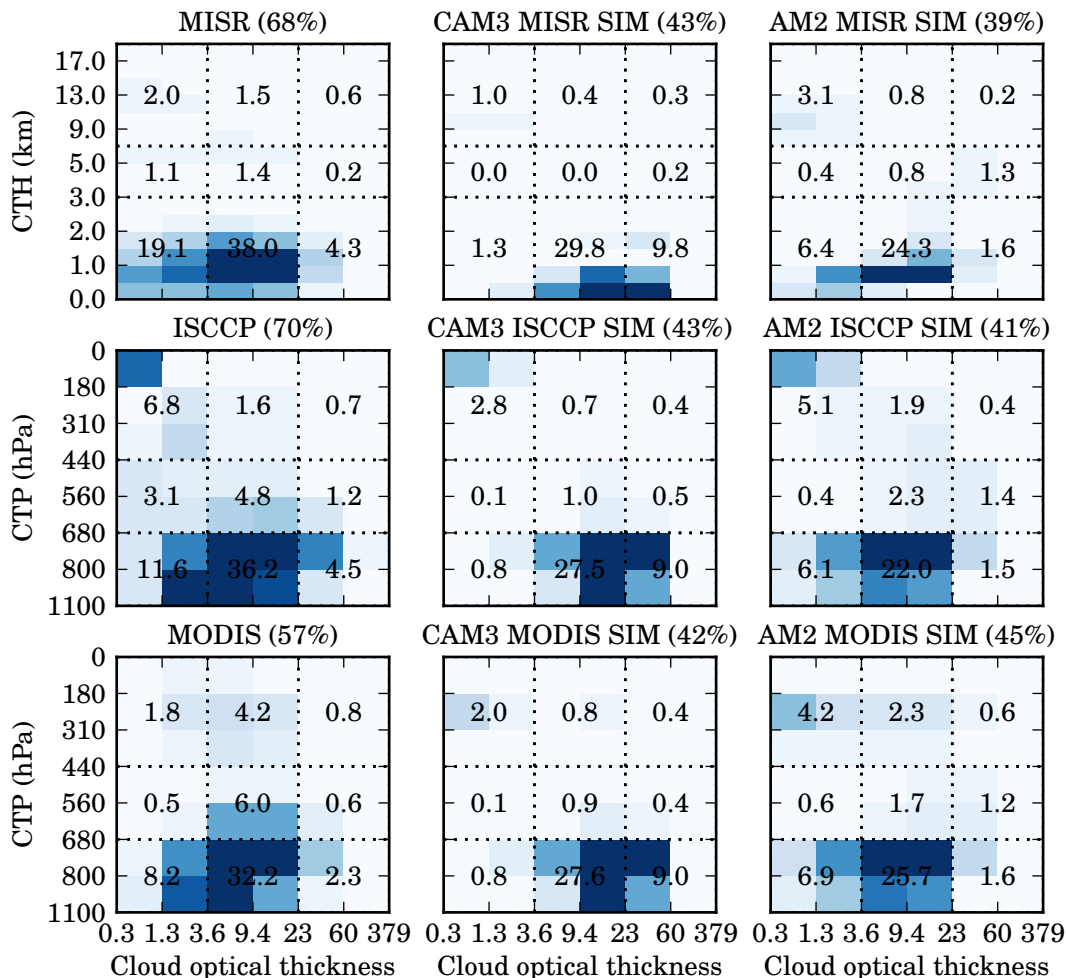 MISR (68%) CAM3 MISR SIM (43%) AM2 MISR SIM (39%)
CTH (km)
17.0
13.0 2.0 1.5 0.6 1.0 0.4 0.3 3.1 0.8 0.2
9.0
5.0 1.1 1.4 0.2 0.0 0.0 0.2 0.4 0.8 1.3
3.0
2.0
19.1 38.0 4.3 1.3 29.8 9.8 6.4 24.3 1.6
1.0
0.0
ISCCP (70%) CAM3 ISCCP SIM (43%) AM2 ISCCP SIM (41%)
CTP (hPa)
0
180
6.8 1.6 0.7 2.8 0.7 0.4 5.1 1.9 0.4
310
440
560 3.1 4.8 1.2 0.1 1.0 0.5 0.4 2.3 1.4
680
800 11.6 36.2 4.5 0.8 27.5 9.0 6.1 22.0 1.5
1100
MODIS (57%) CAM3 MODIS SIM (42%) AM2 MODIS SIM (45%)
CTP (hPa)
0
180
1.8 4.2 0.8 2.0 0.8 0.4 4.2 2.3 0.6
310
440
560 0.5 6.0 0.6 0.1 0.9 0.4 0.6 1.7 1.2
680
800 8.2 32.2 2.3 0.8 27.6 9.0 6.9 25.7 1.6
1100
0.3 1.3 3.6 9.4 23 60 379 0.3 1.3 3.6 9.4 23 60 379 0.3 1.3 3.6 9.4 23 60 379
Cloud optical thickness Cloud optical thickness Cloud optical thickness